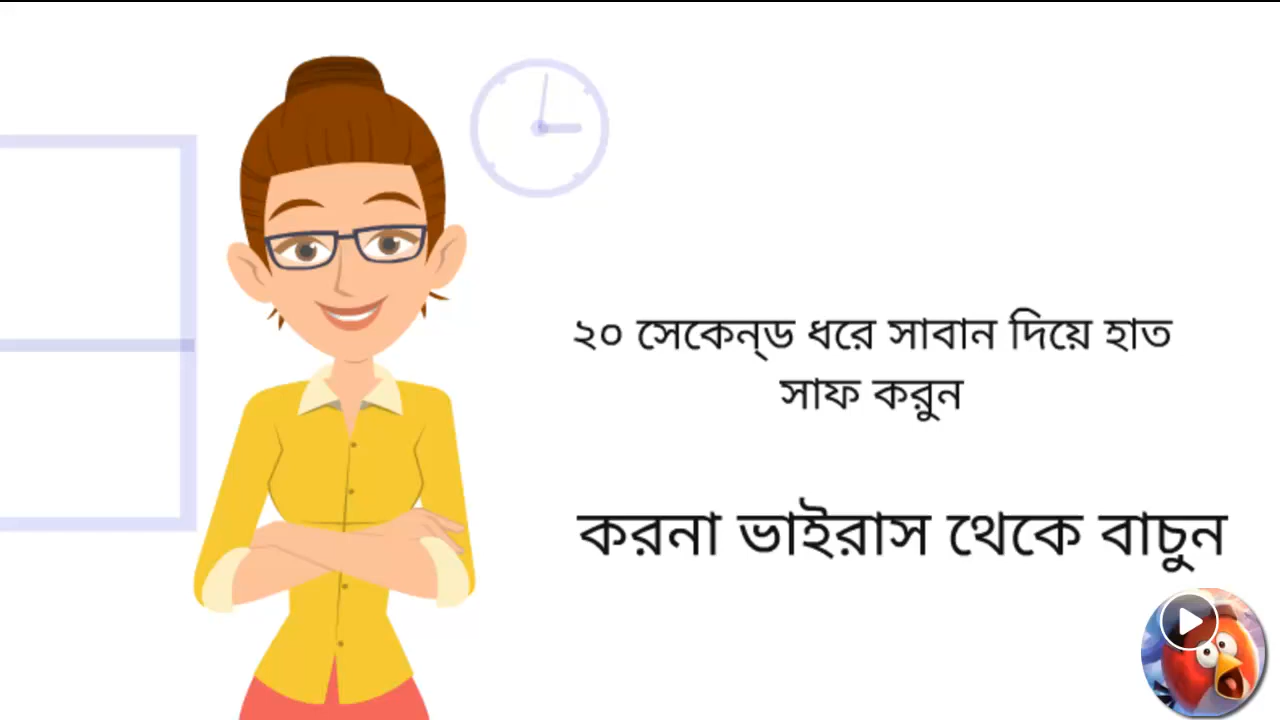 ২০ সেকেন্‌ড ধরে সাবান দিয়ে হাত
সাফ করুন
করনা ভাইরাস থেকে বাচুন